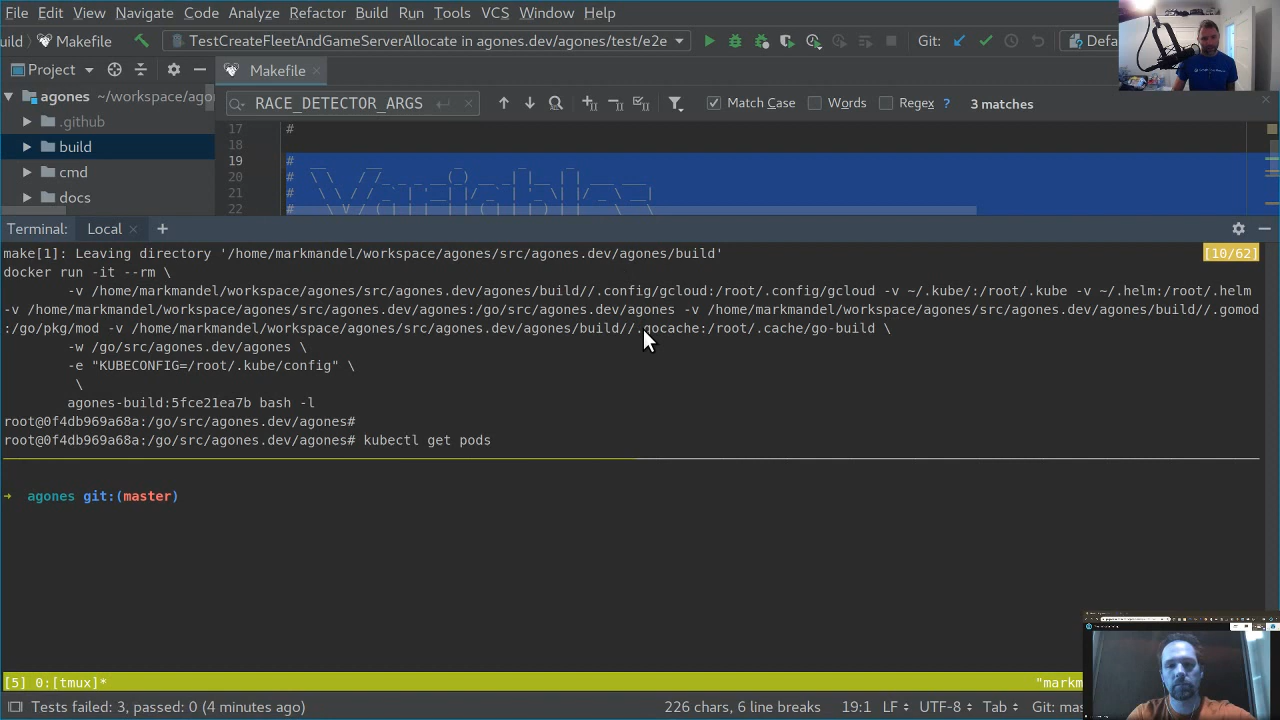 File Edit View Navigate Code Analyze Refactor Build Run Tools VCS Window Help
uild Makefile TestCreateFleetAndGameServerAllocate in agones.dev/agones/test/e2e Git: Defa
Project Makefile
RACE_DETECTOR_ARGS Match Case Words Regex ? 3 matches
agones ~/workspace/ago
.github
build
cmd
docs
17 #
18
19 #
20 #
21 # Variables
22 #
Terminal: Local +
make[1]: Leaving directory '/home/markmandel/workspace/agones/src/agones.dev/agones/build' [10/62]
docker run -it --rm \
-v /home/markmandel/workspace/agones/src/agones.dev/agones/build//.config/gcloud:/root/.config/gcloud -v ~/.kube/:/root/.kube -v ~/.helm:/root/.helm
-v /home/markmandel/workspace/agones/src/agones.dev/agones:/go/src/agones.dev/agones -v /home/markmandel/workspace/agones/src/agones.dev/agones/build//.gomod
:/go/pkg/mod -v /home/markmandel/workspace/agones/src/agones.dev/agones/build//.gocache:/root/.cache/go-build \
-w /go/src/agones.dev/agones \
-e "KUBECONFIG=/root/.kube/config" \
\
agones-build:5fce21ea7b bash -l
root@0f4db969a68a:/go/src/agones.dev/agones#
root@0f4db969a68a:/go/src/agones.dev/agones# kubectl get pods
→ agones git:(master)
[5] 0:[tmux]* "markm
Tests failed: 3, passed: 0 (4 minutes ago) 226 chars, 6 line breaks 19:1 LF UTF-8 Tab Git: mas